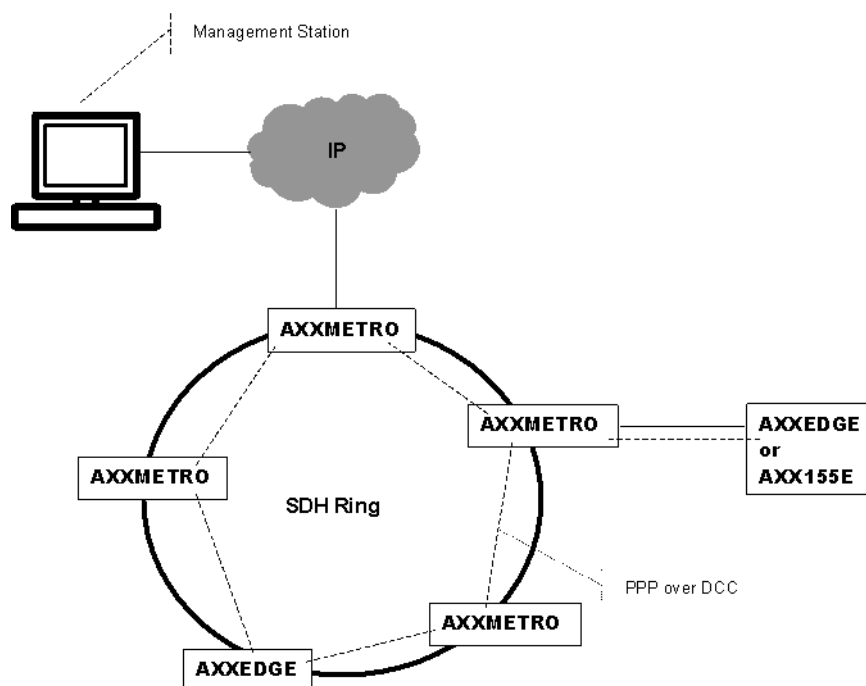 Management Station
IP
AXXMETRO
AXXMETRO
AXXEDGE
or
AXX155E
AXXMETRO
SDH Ring
PPP over DCC
AXXMETRO
AXXEDGE